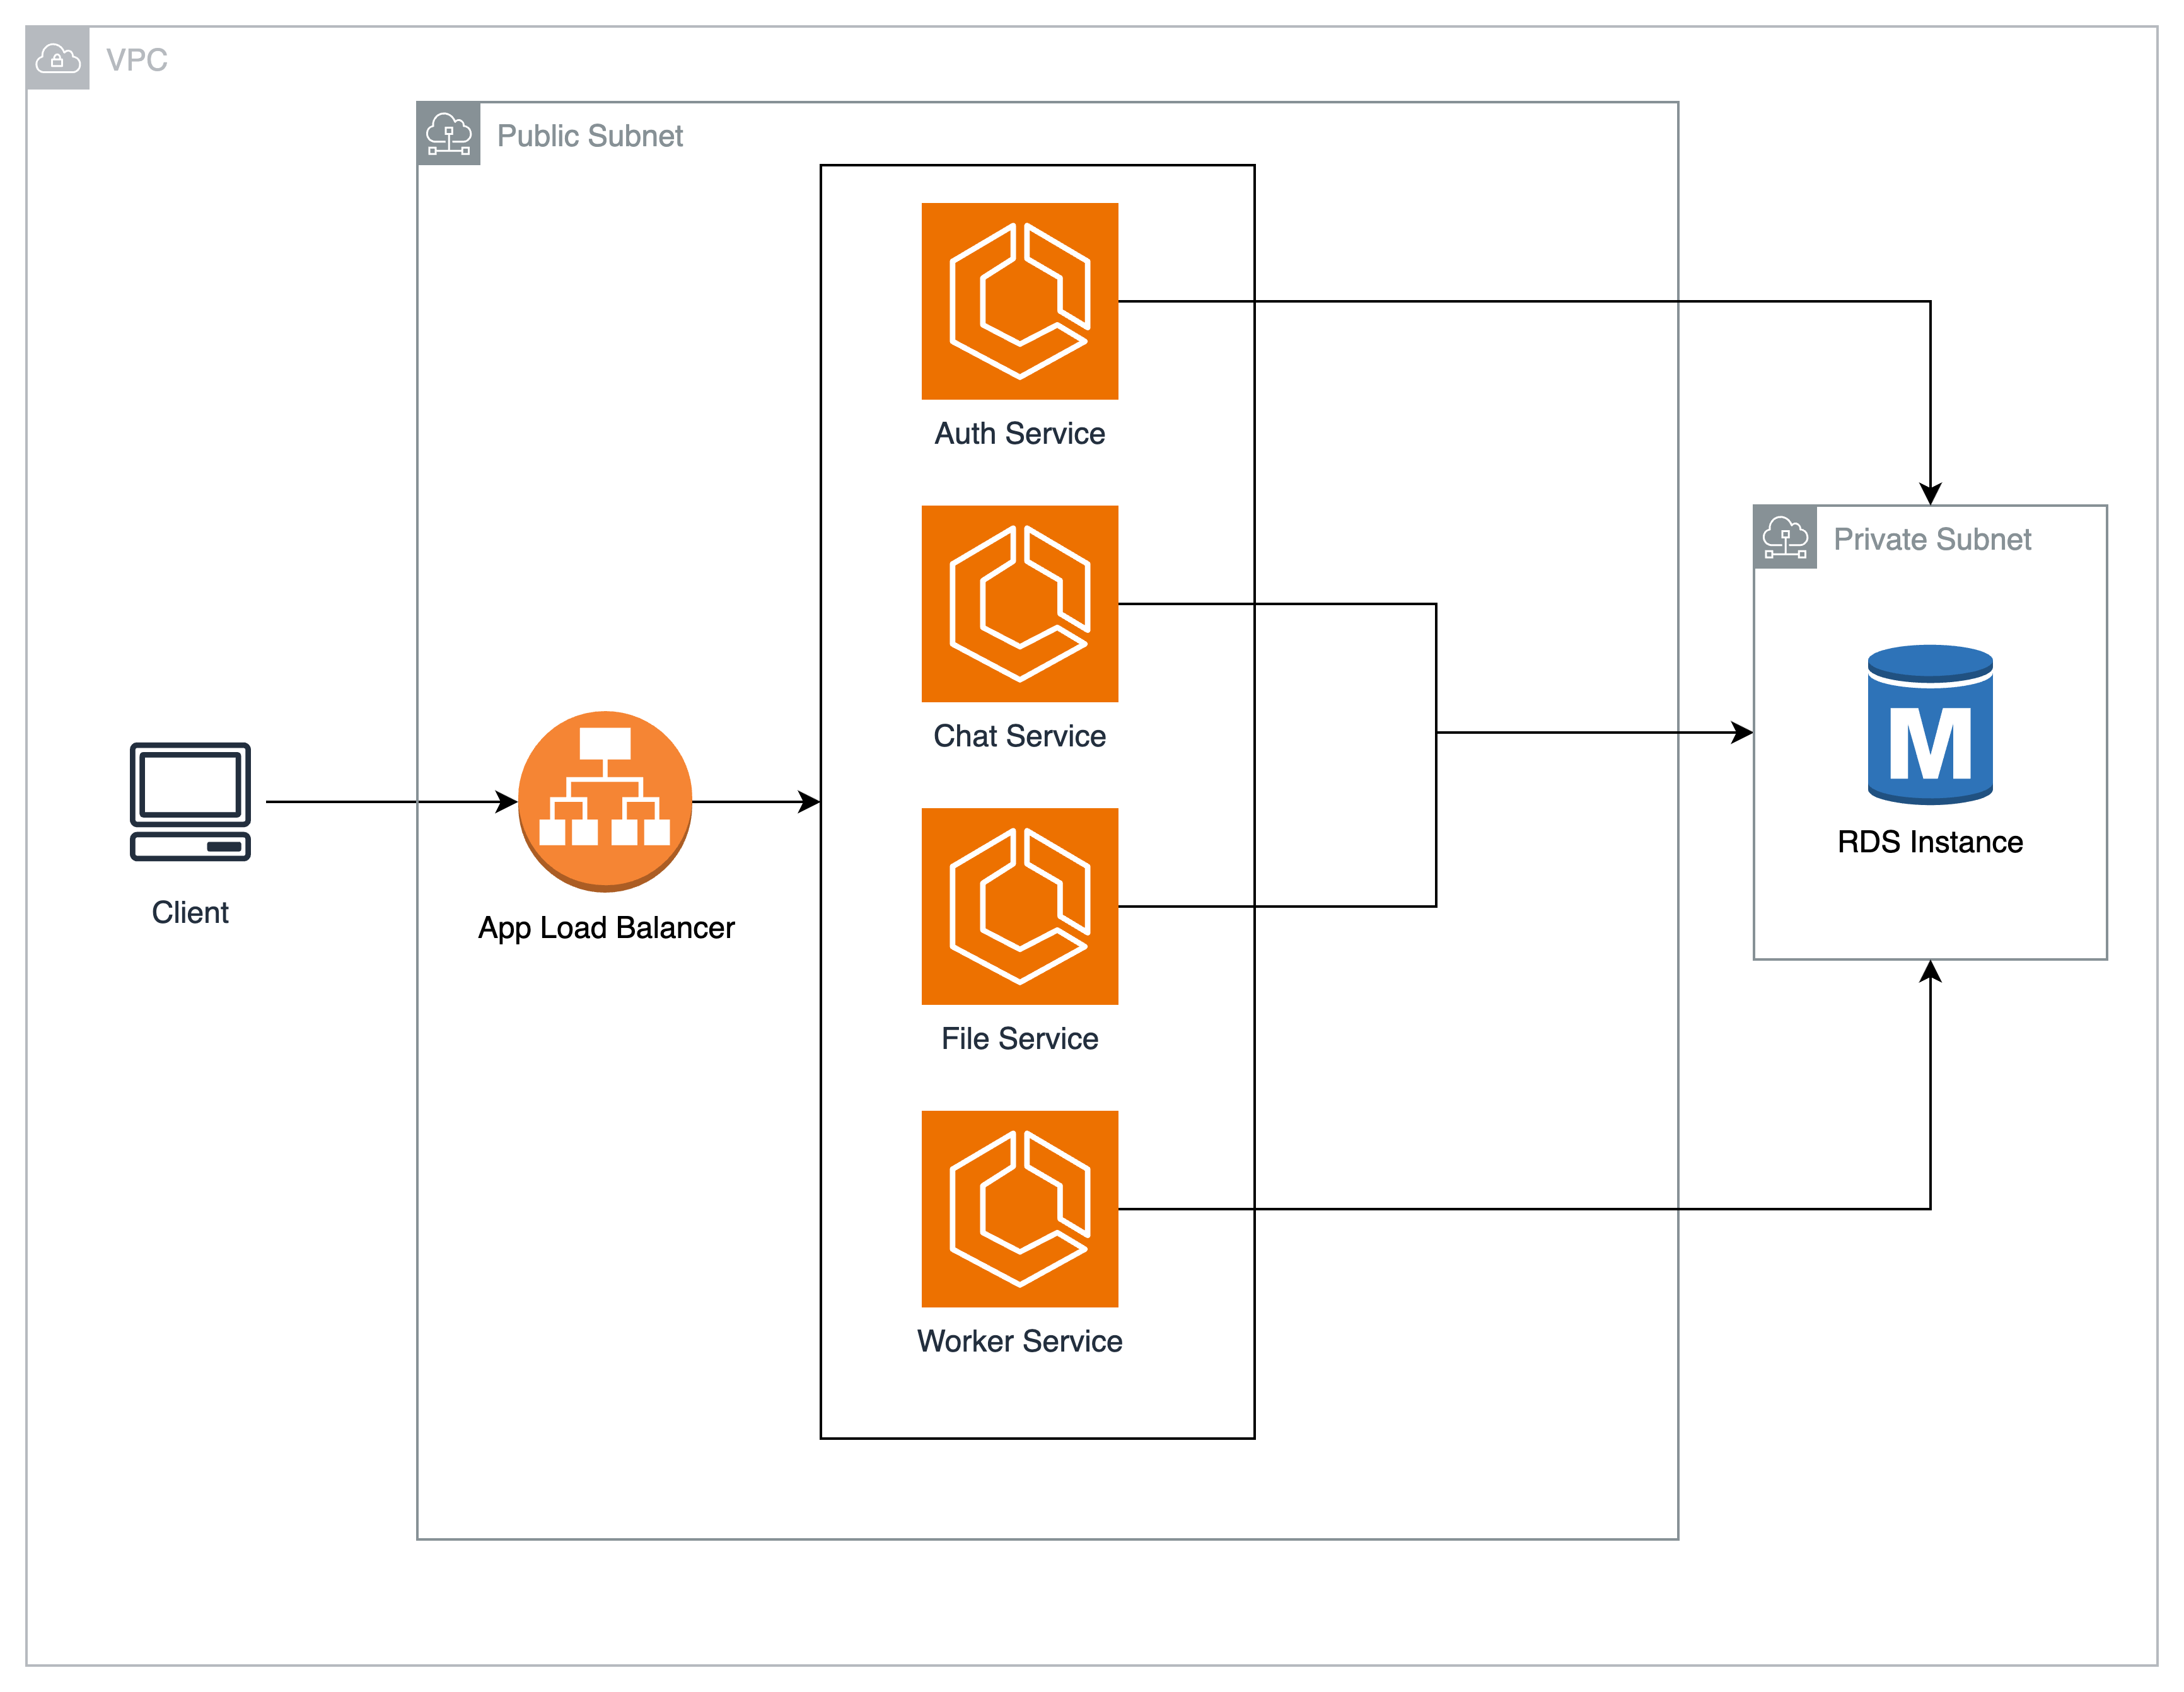 VPC
Public Subnet
Auth Service
Chat Service
Private Subnet
M
RDS Instance
Client
App Load Balancer
File Service
Worker Service